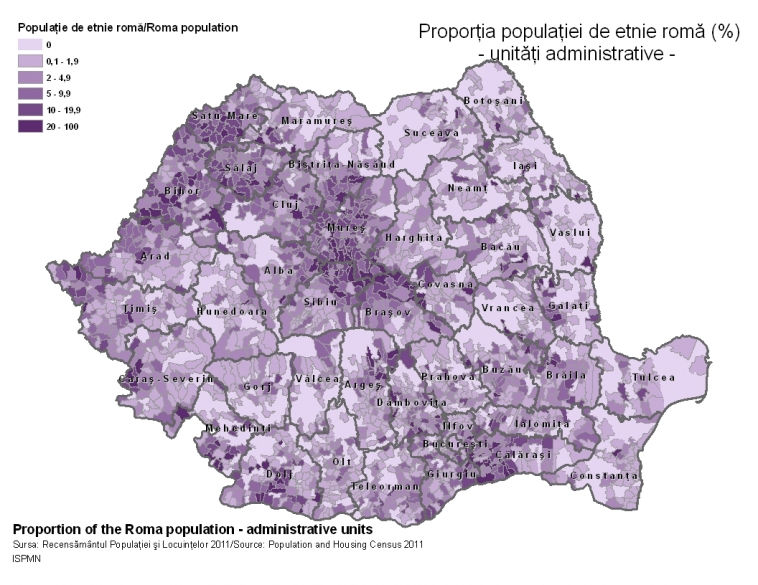 Populație de etnie romă/Roma population
0
0,1 - 1,9
2 - 4,9
5 - 9,9
10 - 19,9
20 - 100
Proporția populației de etnie romă (%)
- unități administrative -
Botoșani
Satu Mare
Maramureș
Suceava
Iași
Sălaj
Bistrița-Năsăud
Bihor
Neamț
Cluj
Mureș
Harghita
Bacău
Vaslui
Arad
Alba
Covasna
Timiș
Hunedoara
Sibiu
Brașov
Vrancea
Galați
Caraș-Severin
Gorj
Vâlcea
Argeș
Prahova
Buzău
Brăila
Tulcea
Dâmbovița
Mehedinți
Ilfov
Ialomița
București
Olt
Călărași
Dolj
Giurgiu
Teleorman
Constanța
Proportion of the Roma population - administrative units
Sursa: Recensământul Populației și Locuințelor 2011/Source: Population and Housing Census 2011
ISPMN